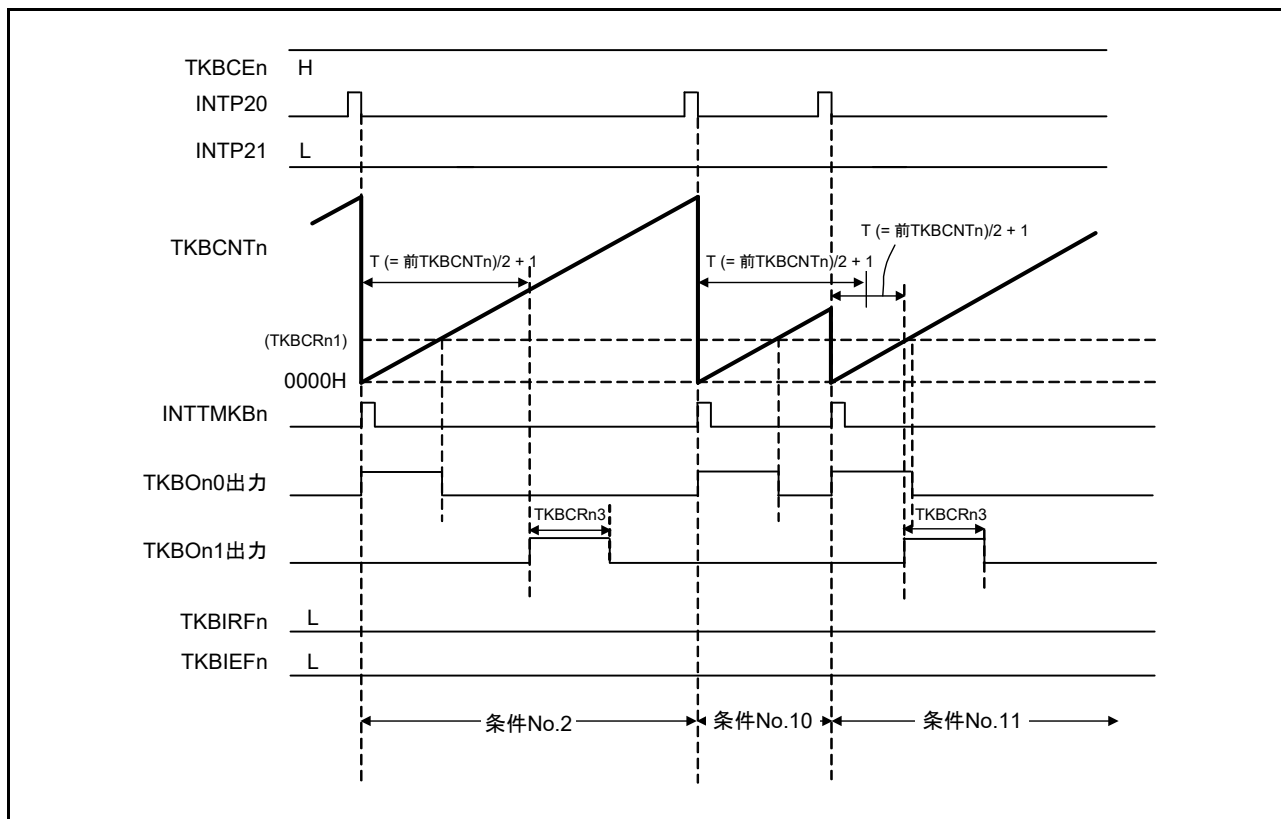 TKBCEn H
INTP20
INTP21 L
TKBCNTn
T (= 前TKBCNTn)/2 + 1
T (= 前TKBCNTn)/2 + 1
T (= 前TKBCNTn)/2 + 1
(TKBCRn1)
0000H
INTTMKBn
TKBOn0出力
TKBCRn3
TKBCRn3
TKBOn1出力
TKBIRFn L
TKBIEFn L
条件No.2 条件No.10 条件No.11